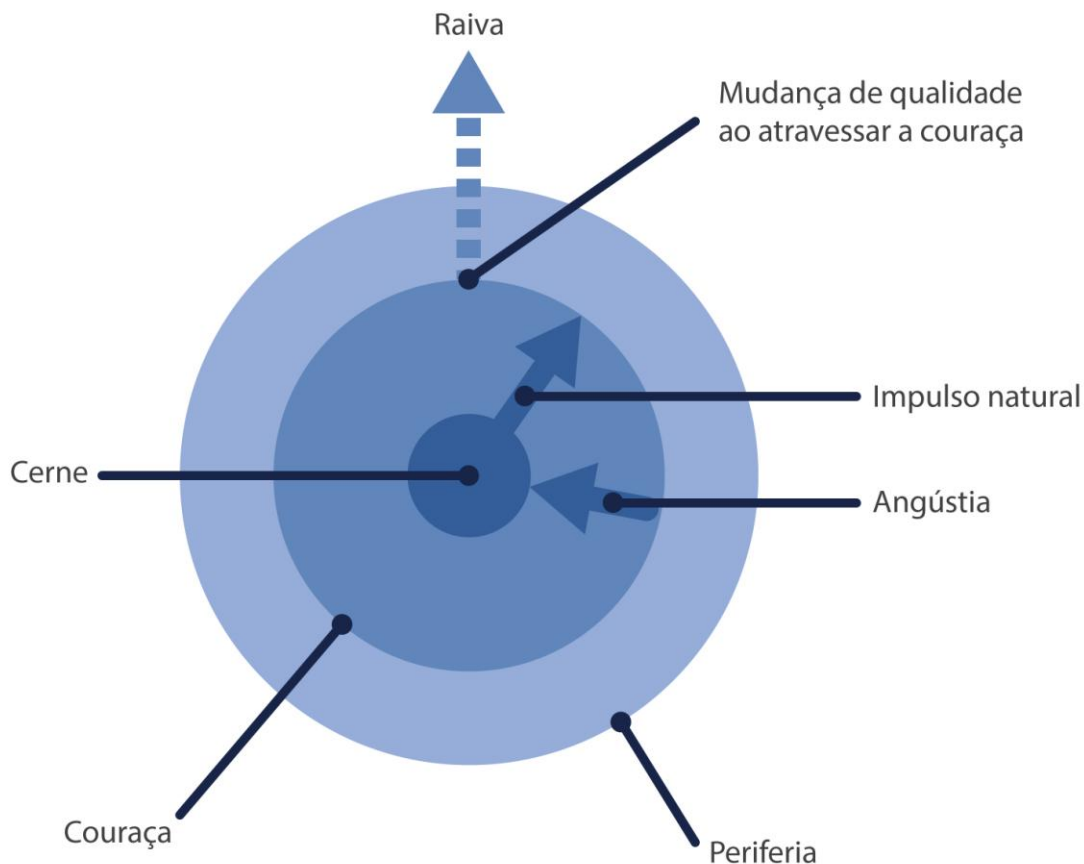 Raiva
Mudança de qualidade
ao atravessar a couraça
Impulso natural
Cerne
Angústia
Couraça
Periferia